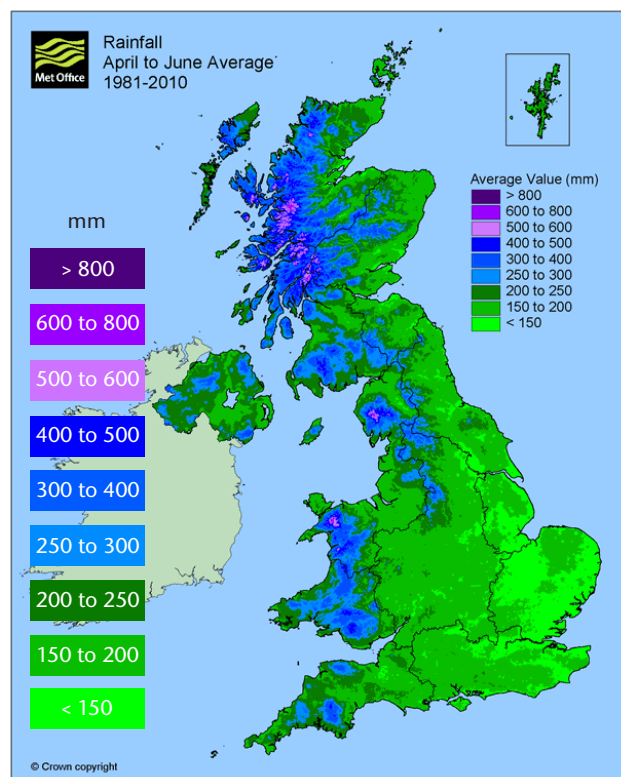 Met Office
Rainfall
April to June Average
1981-2010
mm
> 800
600 to 800
500 to 600
400 to 500
300 to 400
250 to 300
200 to 250
150 to 200
< 150
Average Value (mm)
> 800
600 to 800
500 to 600
400 to 500
300 to 400
250 to 300
200 to 250
150 to 200
< 150
© Crown copyright